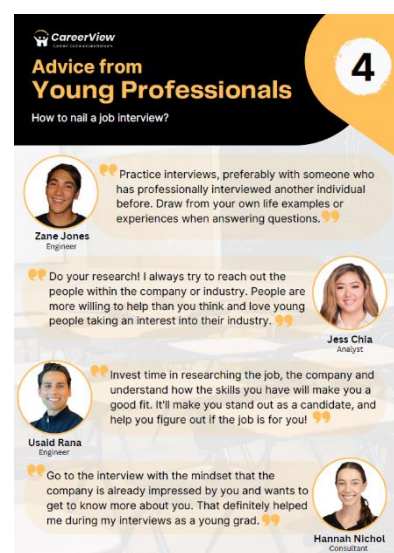 CareerView
Advice from
4
Young Professionals
How to nail a job interview?
Practice interviews, preferably with someone who
has professionally interviewed another individual
before. Draw from your own life examples or
experiences when answering questions.
Zane Jones
Engineer
Do your research! I always try to reach out the
people within the company or industry. People are
more willing to help than you think and love young
people taking an interest into their industry.
Jess Chia
Analyst
Invest time in researching the job, the company and
understand how the skills you have will make you a
good fit. It'll make you stand out as a candidate, and
help you figure out if the job is for you!
Usaid Rana
Engineer
Go to the interview with the mindset that the
company is already impressed by you and wants to
get to know more about you. That definitely helped
me during my interviews as a young grad.
Hannah Nichol
Consultant